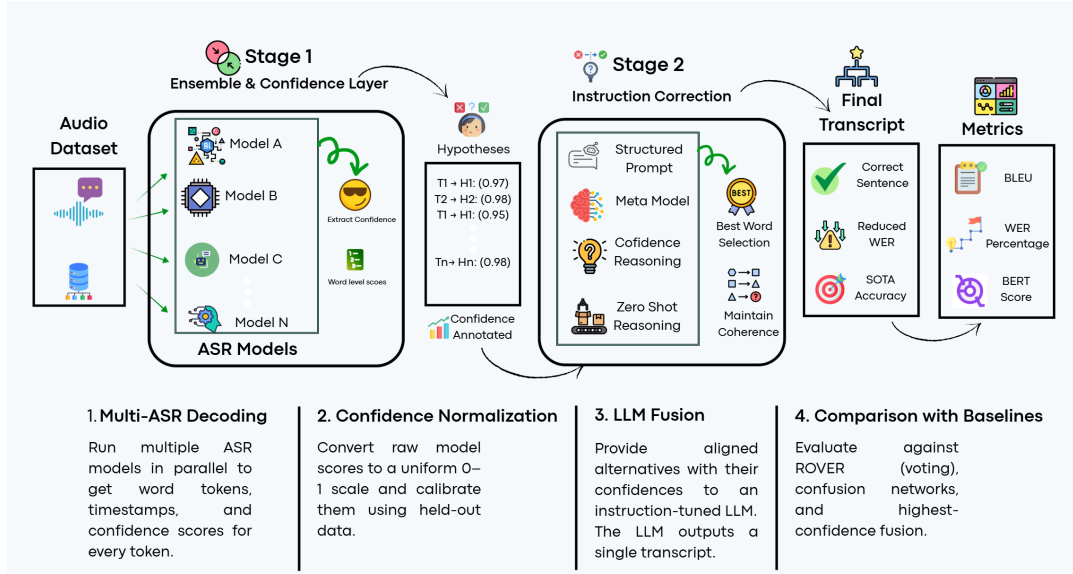 Stage 1
Ensemble & Confidence Layer
Audio
Dataset
Model A
Model B
Model C
Model N
ASR Models
Extract Confidence
Word level scoes
Hypotheses
T1 → H1: (0.97)
T2 → H2: (0.98)
T1 → H1: (0.95)
Tn→ Hn: (0.98)
Confidence
Annotated
Stage 2
Instruction Correction
Structured
Prompt
Meta Model
Cofidence
Reasoning
Zero Shot
Reasoning
BEST
Best Word
Selection
Maintain
Coherence
Final
Transcript
Correct
Sentence
Reduced
WER
SOTA
Accuracy
Metrics
BLEU
WER
Percentage
BERT
Score
1. Multi-ASR Decoding
Run multiple ASR
models in parallel to
get word tokens,
timestamps, and
confidence scores for
every token.
2. Confidence Normalization
Convert raw model
scores to a uniform 0–
1 scale and calibrate
them using held-out
data.
3. LLM Fusion
Provide aligned
alternatives with their
confidences to an
instruction-tuned LLM.
The LLM outputs a
single transcript.
4. Comparison with Baselines
Evaluate against
ROVER (voting),
confusion networks,
and highest-
confidence fusion.